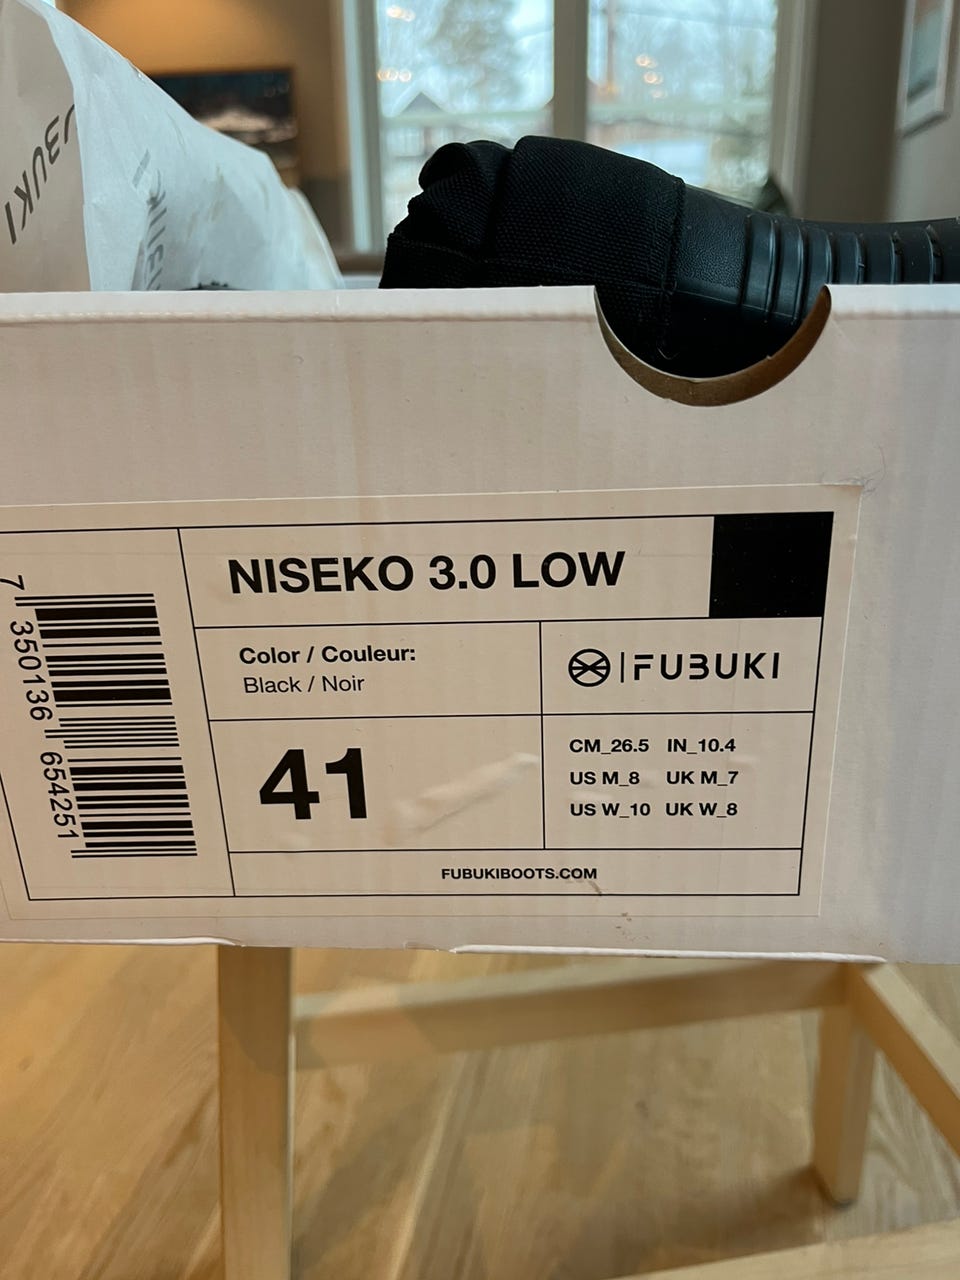 UBUKI
NISEKO 3.0 LOW
Color / Couleur:
Black / Noir
FUBUKI
41
CM_26.5 IN_10.4
US M_8 UK M_7
US W_10 UK W_8
FUBUKIBOOTS.COM
7 350136 654251